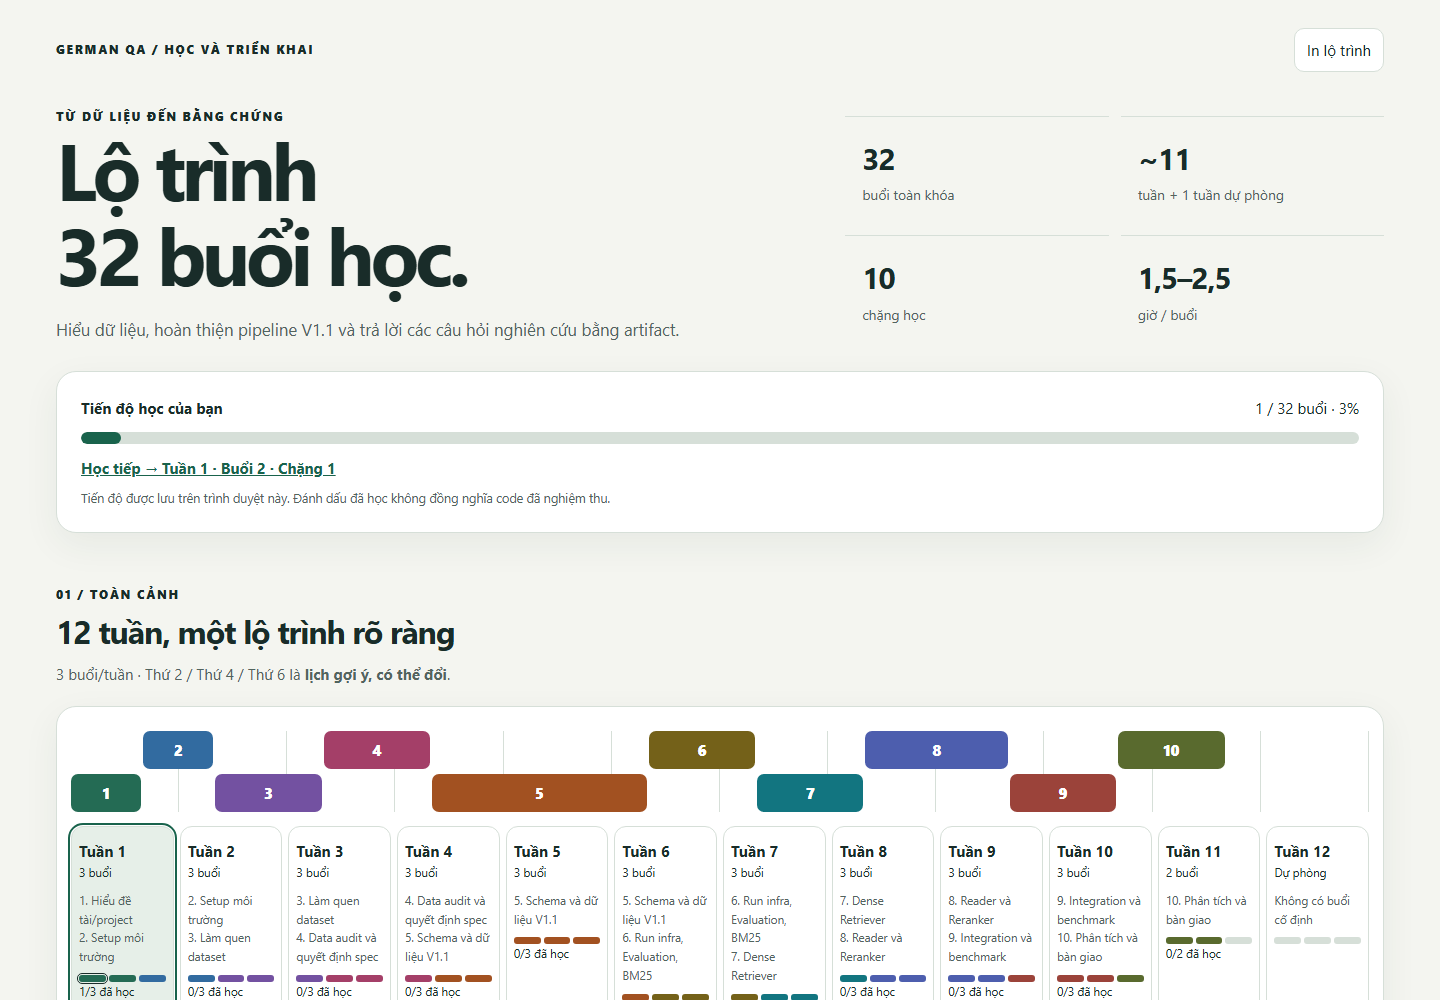 GERMAN QA / HỌC VÀ TRIỂN KHAI
In lộ trình
TỪ DỮ LIỆU ĐẾN BẰNG CHỨNG
Lộ trình
32 buổi học.
Hiểu dữ liệu, hoàn thiện pipeline V1.1 và trả lời các câu hỏi nghiên cứu bằng artifact.
32
buổi toàn khóa
~11
tuần + 1 tuần dự phòng
10
chặng học
1,5–2,5
giờ / buổi
Tiến độ học của bạn
1 / 32 buổi · 3%
Học tiếp → Tuần 1 · Buổi 2 · Chặng 1
Tiến độ được lưu trên trình duyệt này. Đánh dấu đã học không đồng nghĩa code đã nghiệm thu.
01 / TOÀN CẢNH
12 tuần, một lộ trình rõ ràng
3 buổi/tuần · Thứ 2 / Thứ 4 / Thứ 6 là lịch gợi ý, có thể đổi.
2
4
6
8
10
1
3
5
7
9
Tuần 1
3 buổi
1. Hiểu đề
tài/project
2. Setup môi
trường
1/3 đã học
Tuần 2
3 buổi
2. Setup môi
trường
3. Làm quen
dataset
0/3 đã học
Tuần 3
3 buổi
3. Làm quen
dataset
4. Data audit và
quyết định spec
0/3 đã học
Tuần 4
3 buổi
4. Data audit và
quyết định spec
5. Schema và dữ
liệu V1.1
0/3 đã học
Tuần 5
3 buổi
5. Schema và dữ
liệu V1.1
0/3 đã học
Tuần 6
3 buổi
5. Schema và dữ
liệu V1.1
6. Run infra,
Evaluation,
BM25
Tuần 7
3 buổi
6. Run infra,
Evaluation,
BM25
7. Dense
Retriever
Tuần 8
3 buổi
7. Dense
Retriever
8. Reader và
Reranker
0/3 đã học
Tuần 9
3 buổi
8. Reader và
Reranker
9. Integration và
benchmark
0/3 đã học
Tuần 10
3 buổi
9. Integration và
benchmark
10. Phân tích và
bàn giao
0/3 đã học
Tuần 11
2 buổi
10. Phân tích và
bàn giao
0/2 đã học
Tuần 12
Dự phòng
Không có buổi
cố định